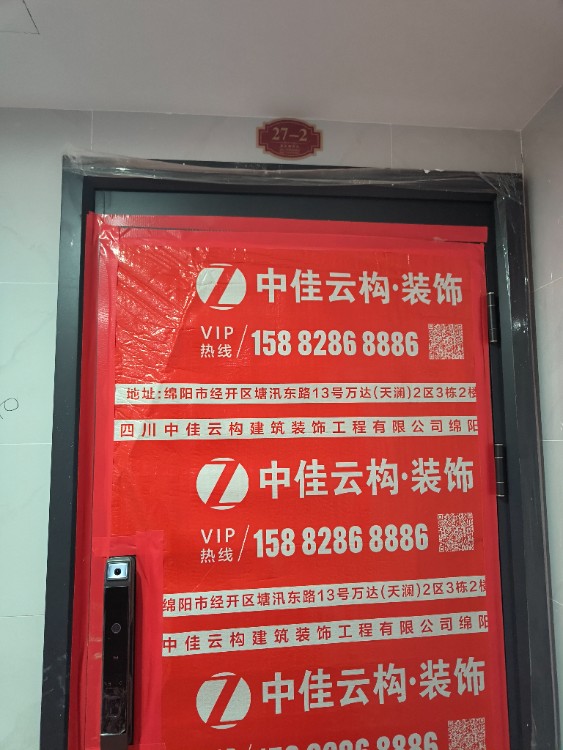 27-2
中佳云构·装饰
VIP
热线
158 8286 8886
地址:绵阳市经开区塘汛东路13号万达(天澜)2区3栋2楼
四川中佳云构建筑装饰工程有限公司绵阳
中佳云构·装饰
VIP
热线
158 8286 8886
绵阳市经开区塘汛东路13号万达(天澜)2区3栋2楼
中佳云构建筑装饰工程有限公司绵阳
中佳云构·装饰
158 8286 8886